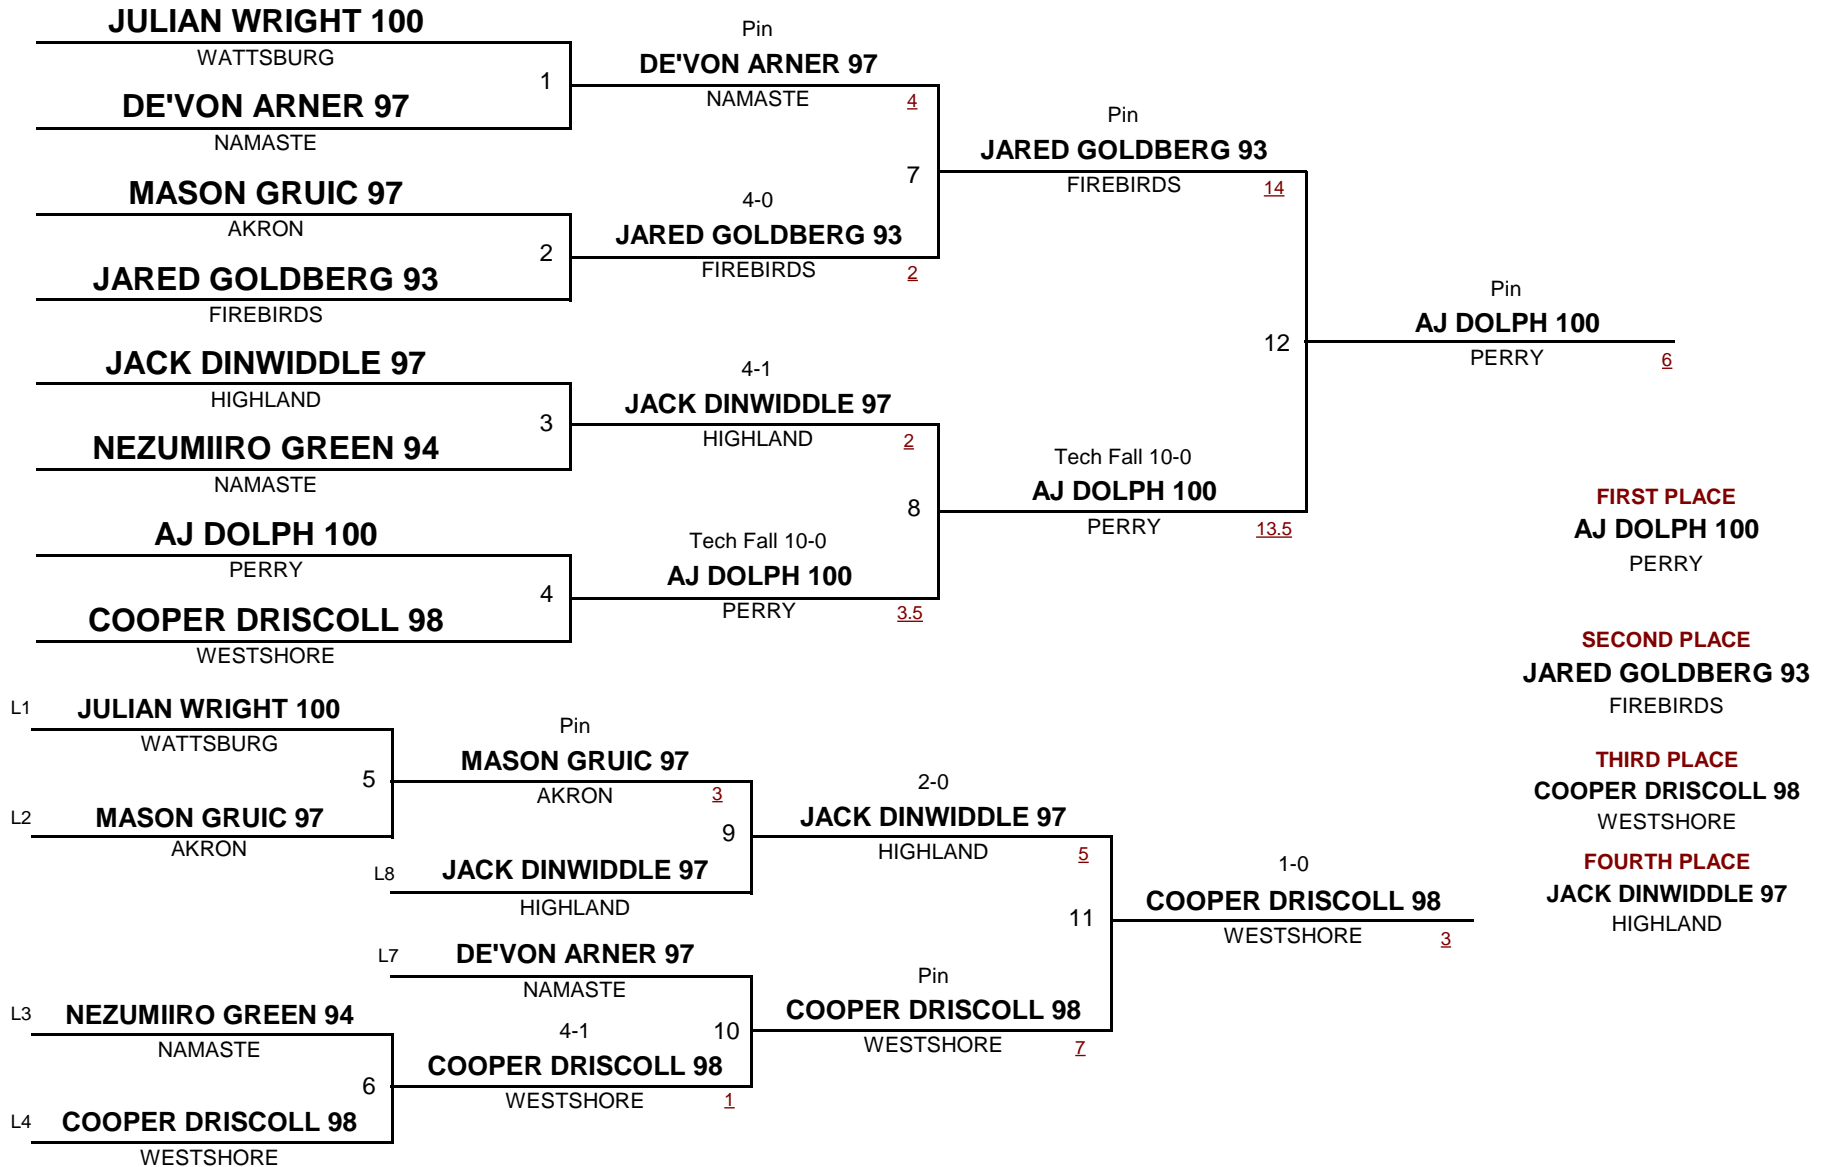 JULIAN WRIGHT 100
WATTSBURG
1
DE'VON ARNER 97
NAMASTE
MASON GRUIC 97
AKRON
2
JARED GOLDBERG 93
FIREBIRDS
JACK DINWIDDLE 97
HIGHLAND
3
NEZUMIIRO GREEN 94
NAMASTE
AJ DOLPH 100
PERRY
4
COOPER DRISCOLL 98
WESTSHORE
Pin
DE'VON ARNER 97
NAMASTE 4
7
4-0
JARED GOLDBERG 93
FIREBIRDS 2
4-1
JACK DINWIDDLE 97
HIGHLAND 2
8
Tech Fall 10-0
AJ DOLPH 100
PERRY 3.5
Pin
JARED GOLDBERG 93
FIREBIRDS 14
12
Tech Fall 10-0
AJ DOLPH 100
PERRY 13.5
Pin
AJ DOLPH 100
PERRY 6
L1 JULIAN WRIGHT 100
WATTSBURG
5
L2 MASON GRUIC 97
AKRON
L3 NEZUMIIRO GREEN 94
NAMASTE
6
L4 COOPER DRISCOLL 98
WESTSHORE
Pin
MASON GRUIC 97
AKRON 3
9
L8 JACK DINWIDDLE 97
HIGHLAND
L7 DE'VON ARNER 97
NAMASTE
10
4-1
COOPER DRISCOLL 98
WESTSHORE 1
2-0
JACK DINWIDDLE 97
HIGHLAND 5
11
Pin
COOPER DRISCOLL 98
WESTSHORE 7
1-0
COOPER DRISCOLL 98
WESTSHORE 3
FIRST PLACE
AJ DOLPH 100
PERRY
SECOND PLACE
JARED GOLDBERG 93
FIREBIRDS
THIRD PLACE
COOPER DRISCOLL 98
WESTSHORE
FOURTH PLACE
JACK DINWIDDLE 97
HIGHLAND